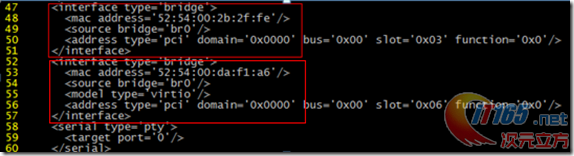 47 <interface type='bridge'>
48 <mac address='52:54:00:2b:2f:fe'/>
49 <source bridge='br0'/>
50 <address type='pci' domain='0x0000' bus='0x00' slot='0x03' function='0x0'/>
51 </interface>
52 <interface type='bridge'>
53 <mac address='52:54:00:da:f1:a6'/>
54 <source bridge='br0'/>
55 <model type='virtio'/>
56 <address type='pci' domain='0x0000' bus='0x00' slot='0x06' function='0x0'/>
57 </interface>
58 <serial type='pty'>
59 <target port='0'/>
60 </serial>
IT165.net
次元立方